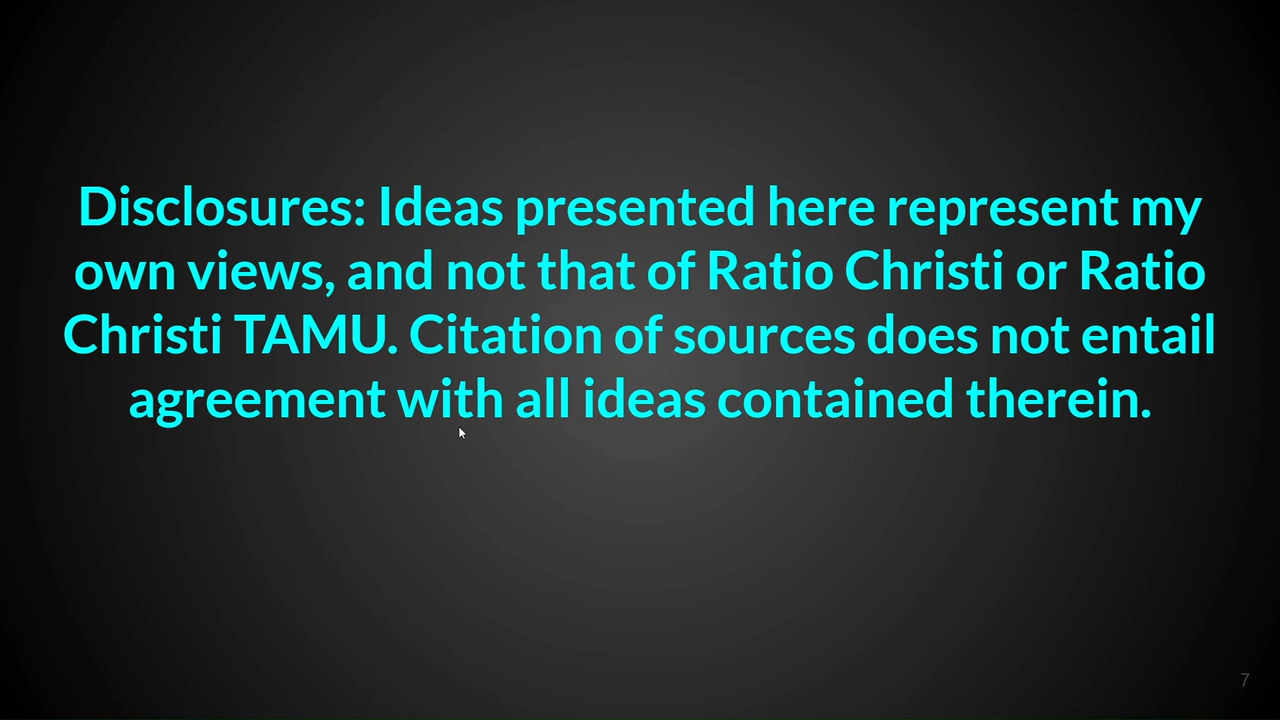 Disclosures: Ideas presented here represent my
own views, and not that of Ratio Christi or Ratio
Christi TAMU. Citation of sources does not entail
agreement with all ideas contained therein.
7